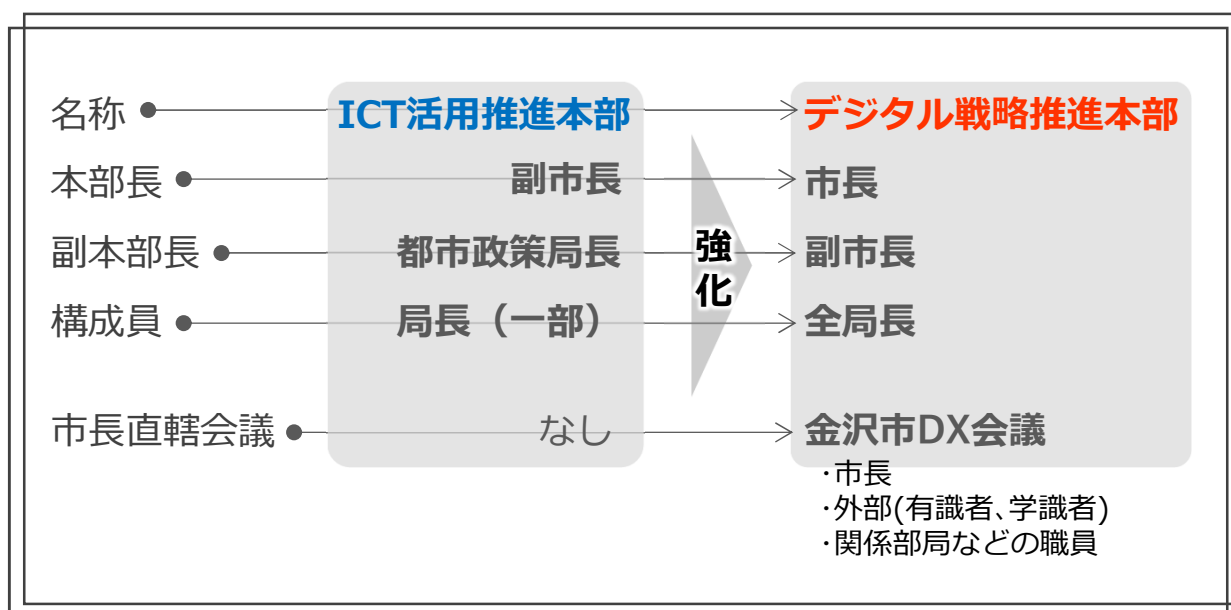 名称 ICT活用推進本部 デジタル戦略推進本部
本部長 副市長 市長
副本部長 都市政策局長 副市長
構成員 局長（一部） 全局長
強化
市長直轄会議 なし 金沢市DX会議
・市長
・外部(有識者、学識者)
・関係部局などの職員